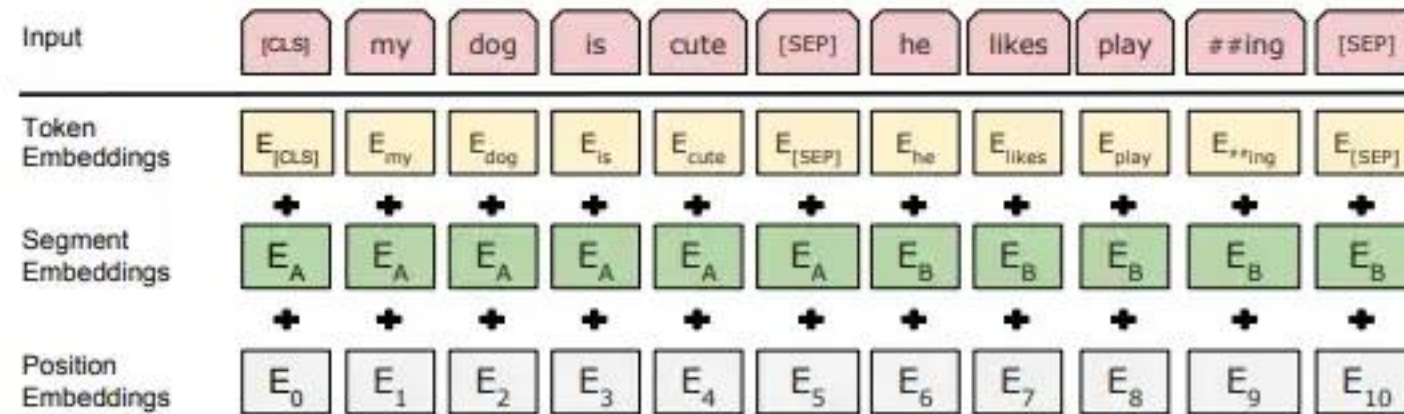 Input [CLS] my dog is cute [SEP] he likes play ##ing [SEP]
Token
Embeddings E[CLS] Emy Edog Eis Ecute E[SEP] Ehe Elikes Eplay E##ing E[SEP]
+ + + + + + + + + + +
Segment
Embeddings EA EA EA EA EA EA EB EB EB EB EB
+ + + + + + + + + + +
Position
Embeddings E0 E1 E2 E3 E4 E5 E6 E7 E8 E9 E10